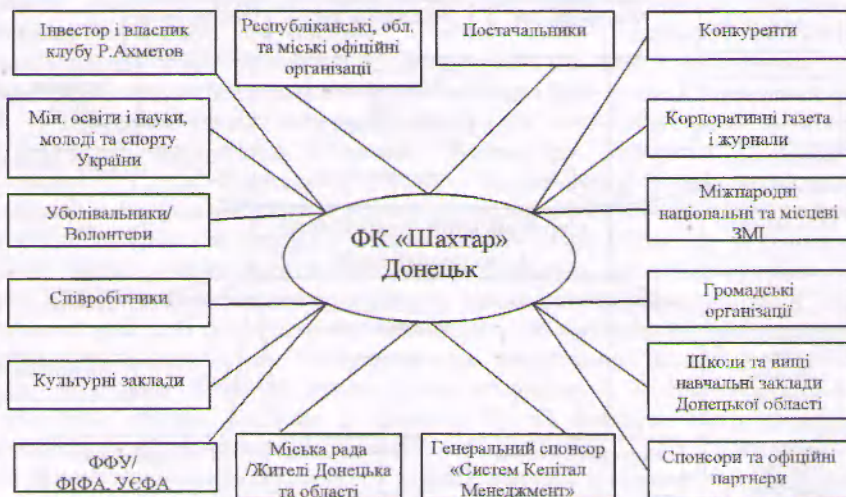 Інвестор і власник
клубу Р.Ахметов
Республіканські, обл.
та міські офіційні
організації
Постачальники
Конкуренти
Мін. освіти і науки,
молоді та спорту
України
Корпоративні газета
і журнали
Уболівальники/
Волонтери
Міжнародні
національні та місцеві
ЗМІ
ФК «Шахтар»
Донецьк
Співробітники
Громадські
організації
Культурні заклади
Школи та вищі
навчальні заклади
Донецької області
ФФУ/
ФІФА, УЄФА
Міська рада
/Жителі Донецька
та області
Генеральний спонсор
«Систем Кепітал
Менеджмент»
Спонсори та офіційні
партнери